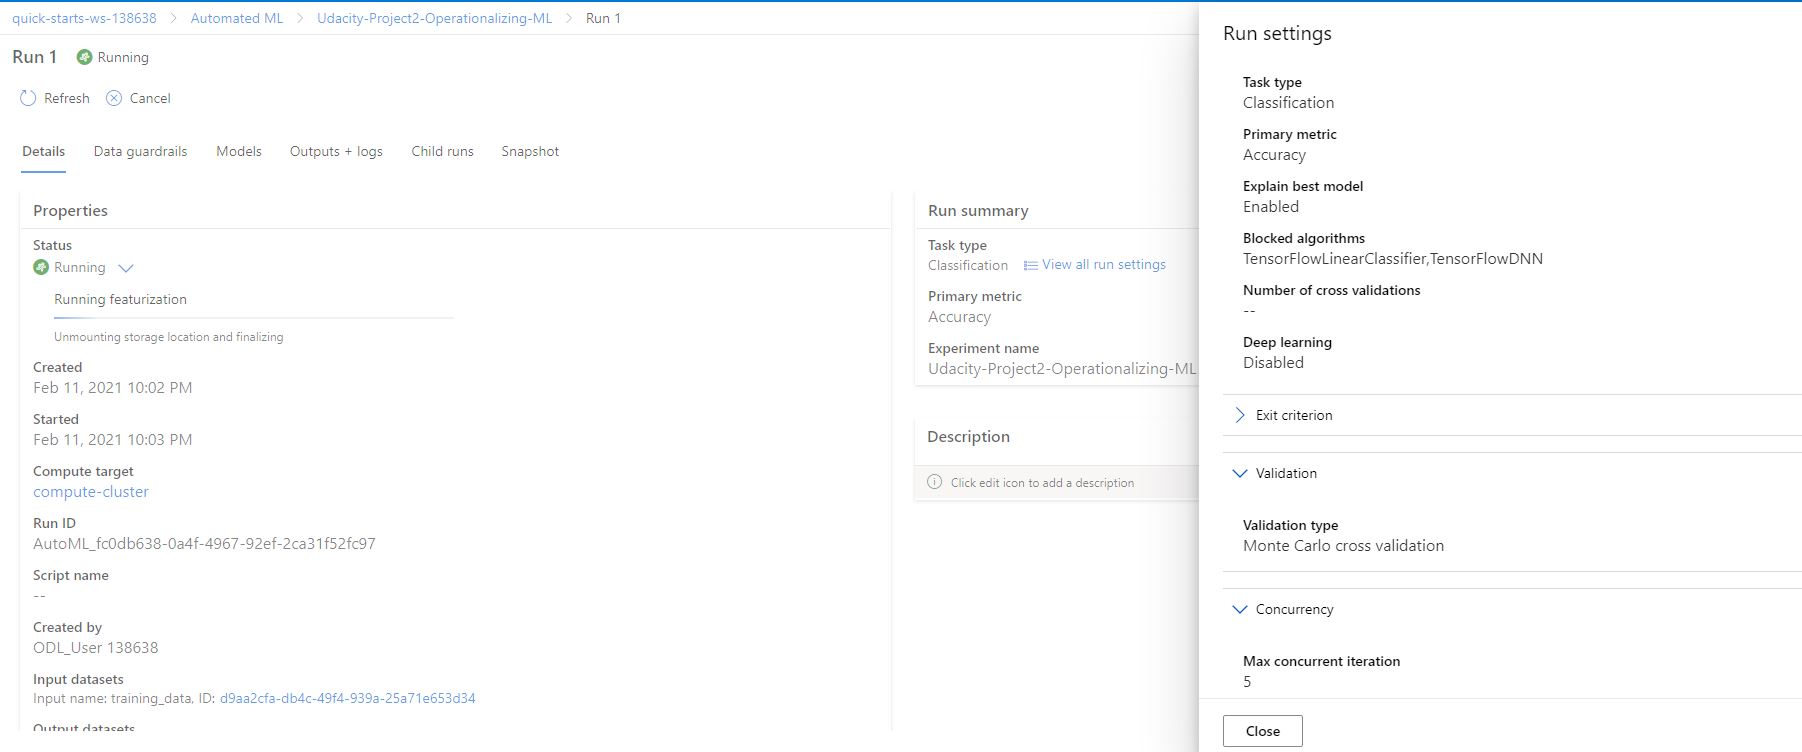 quick-starts-ws-138638 > Automated ML > Udacity-Project2-Operationalizing-ML > Run 1
Run 1 Running
Refresh Cancel
Details Data guardrails Models Outputs + logs Child runs Snapshot
Properties
Status
Running
Running featurization
Unmounting storage location and finalizing
Created
Feb 11, 2021 10:02 PM
Started
Feb 11, 2021 10:03 PM
Compute target
compute-cluster
Run ID
AutoML_fc0db638-0a4f-4967-92ef-2ca31f52fc97
Script name
--
Created by
ODL_User 138638
Input datasets
Input name: training_data, ID: d9aa2cfa-db4c-49f4-939a-25a71e653d34
Output datasets
Run summary
Task type
Classification View all run settings
Primary metric
Accuracy
Experiment name
Udacity-Project2-Operationalizing-ML
Description
Click edit icon to add a description
Run settings
Task type
Classification
Primary metric
Accuracy
Explain best model
Enabled
Blocked algorithms
TensorFlowLinearClassifier,TensorFlowDNN
Number of cross validations
--
Deep learning
Disabled
Exit criterion
Validation
Validation type
Monte Carlo cross validation
Concurrency
Max concurrent iteration
5
Close